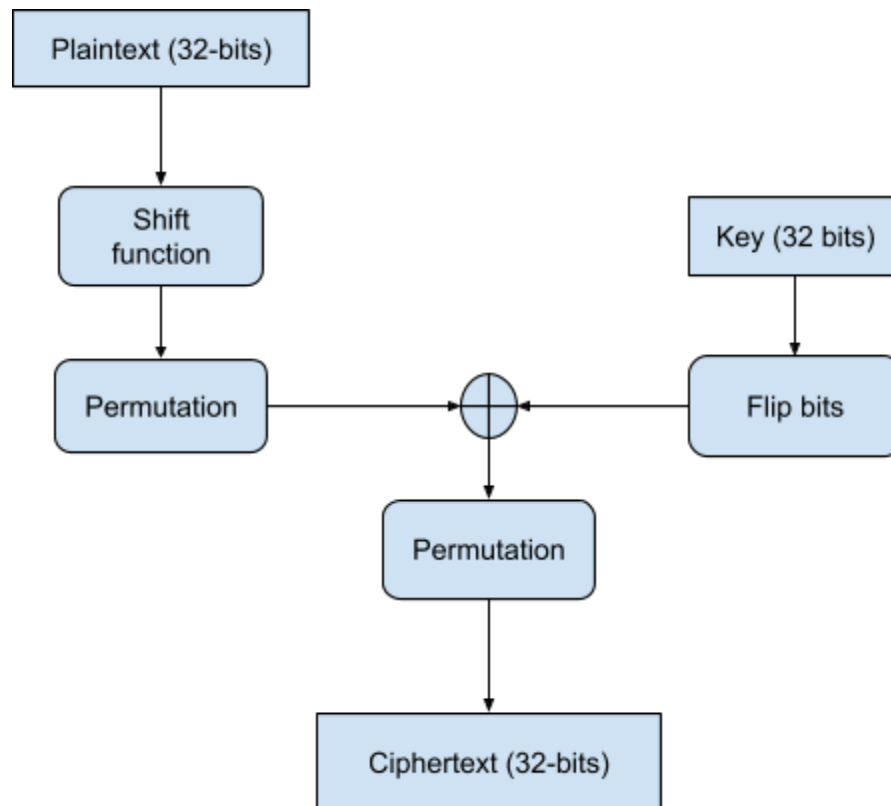 Plaintext (32-bits)
Shift
function
Key (32 bits)
Permutation
Flip bits
Permutation
Ciphertext (32-bits)